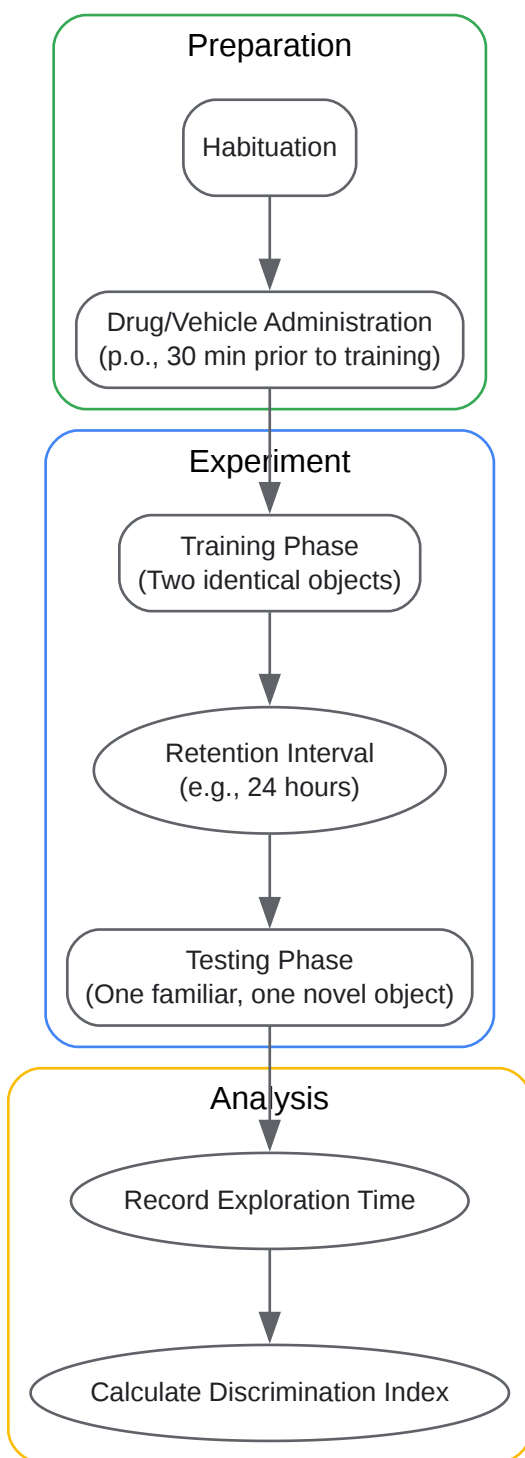 Preparation
Habituation
Drug/Vehicle Administration
(p.o., 30 min prior to training)
Experiment
Training Phase
(Two identical objects)
Retention Interval
(e.g., 24 hours)
Testing Phase
(One familiar, one novel object)
Analysis
Record Exploration Time
Calculate Discrimination Index